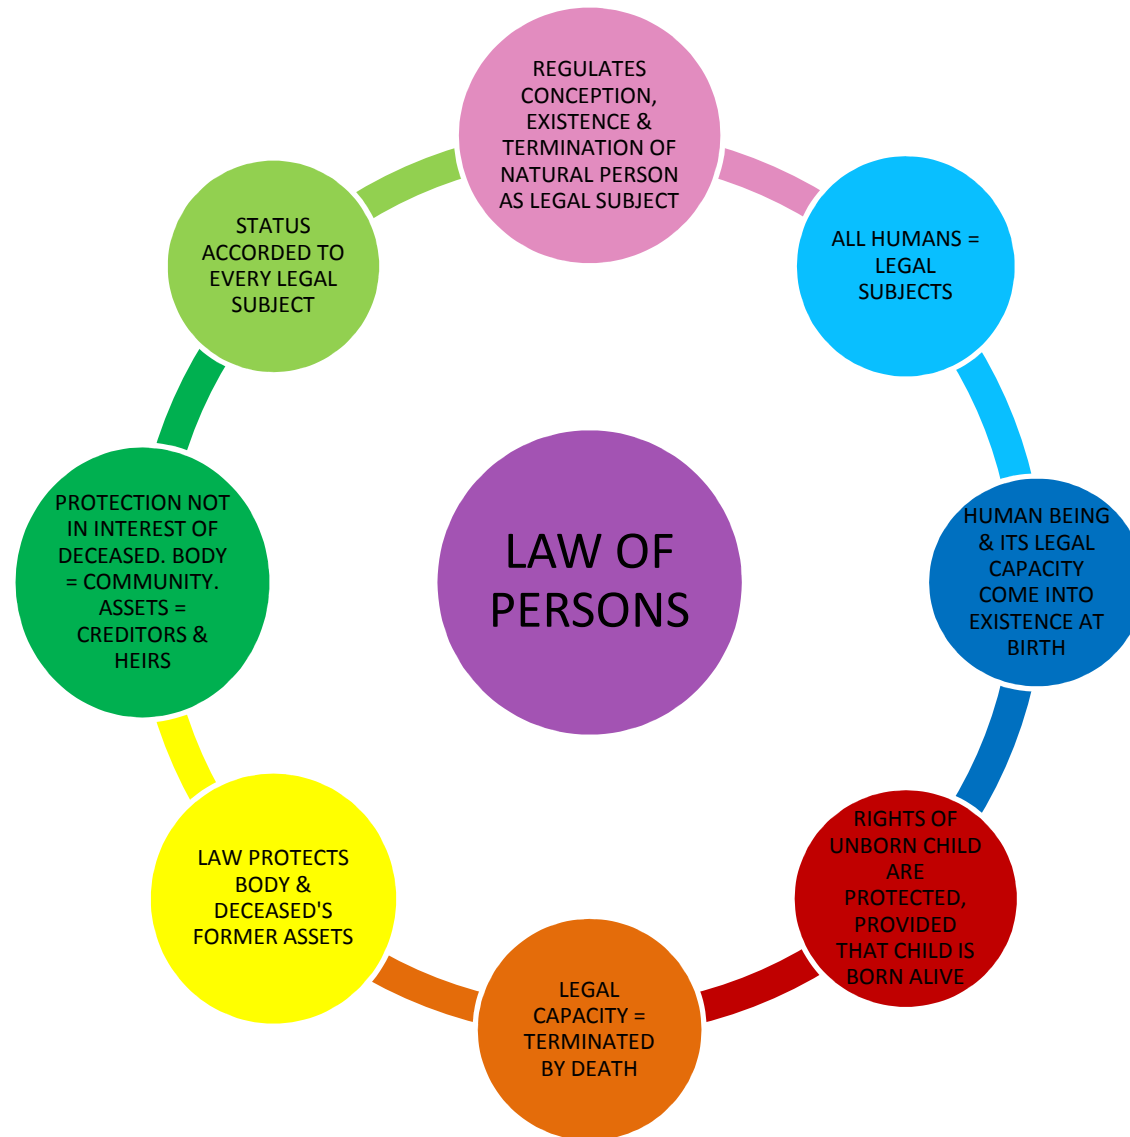 REGULATES
CONCEPTION,
EXISTENCE &
TERMINATION OF
NATURAL PERSON
AS LEGAL SUBJECT
ALL HUMANS =
LEGAL
SUBJECTS
HUMAN BEING
& ITS LEGAL
CAPACITY
COME INTO
EXISTENCE AT
BIRTH
RIGHTS OF
UNBORN CHILD
ARE
PROTECTED,
PROVIDED
THAT CHILD IS
BORN ALIVE
LEGAL
CAPACITY =
TERMINATED
BY DEATH
LAW PROTECTS
BODY &
DECEASED'S
FORMER ASSETS
PROTECTION NOT
IN INTEREST OF
DECEASED. BODY
= COMMUNITY.
ASSETS =
CREDITORS &
HEIRS
STATUS
ACCORDED TO
EVERY LEGAL
SUBJECT
LAW OF
PERSONS